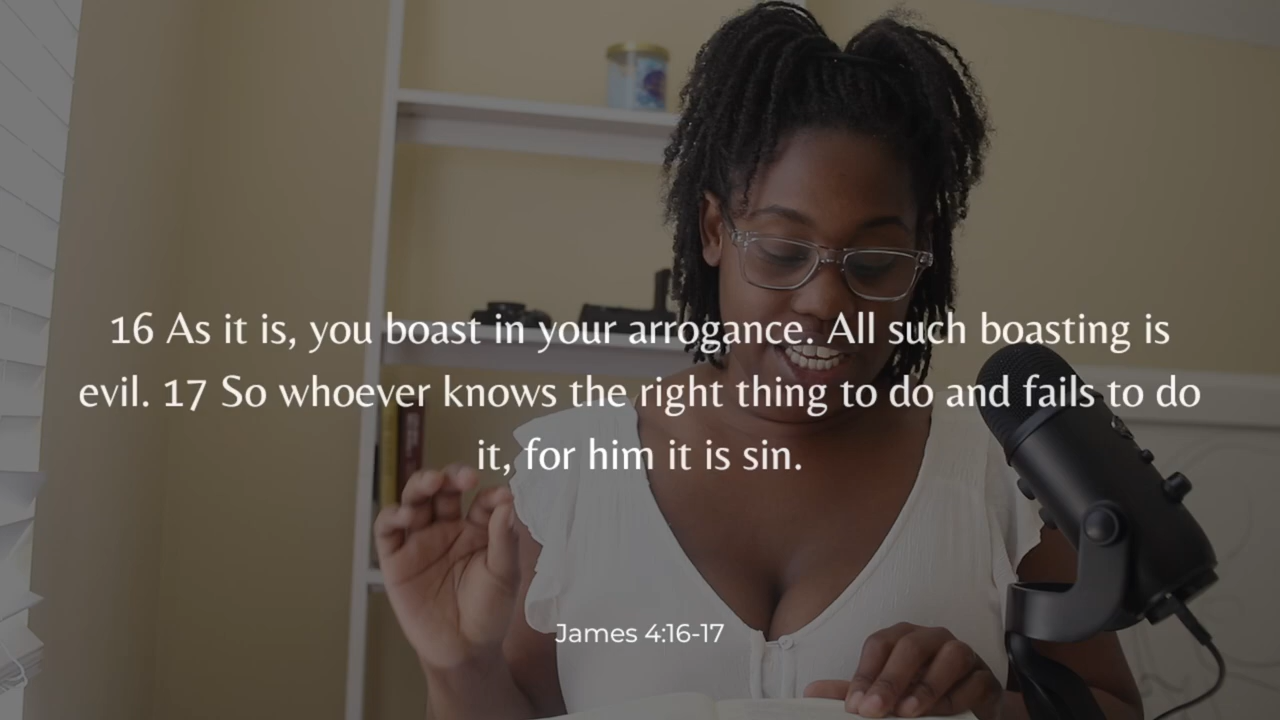 16 As it is, you boast in your arrogance. All such boasting is
evil. 17 So whoever knows the right thing to do and fails to do
it, for him it is sin.
James 4:16-17